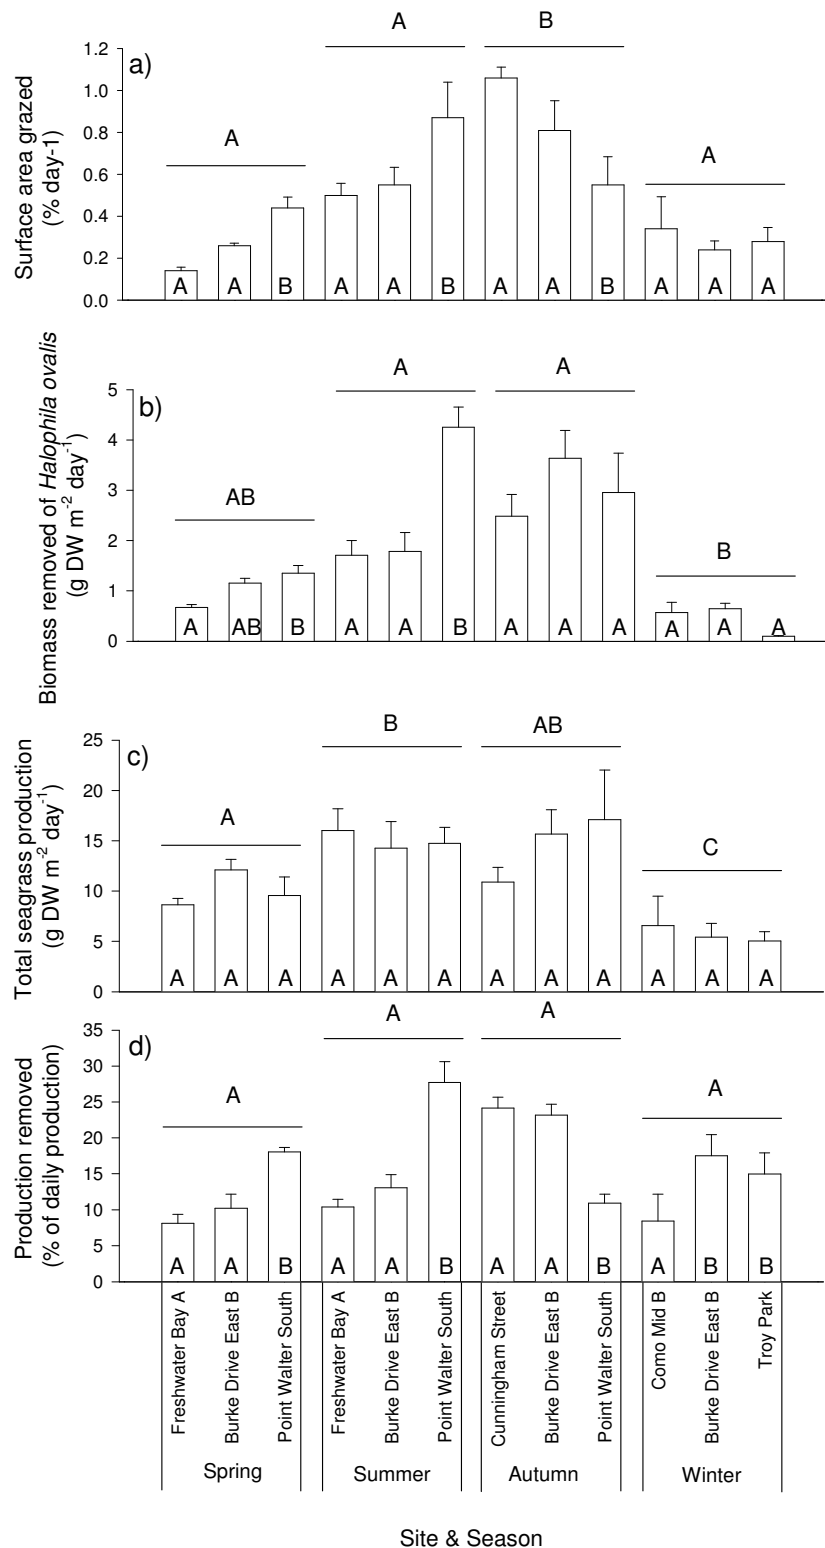 A
B
1.2
a)
1.0
0.8
0.6
0.4
0.2
0.0
Surface area grazed
(% day-1)
A
A
A
A
B
A
A
B
A
A
B
A
A
A
A
A
5
b)
4
3
2
1
0
Biomass removed of Halophila ovalis
(g DW m-2 day-1)
AB
B
A
AB
B
A
A
B
A
A
A
A
A
A
B
AB
25
c)
20
15
10
5
0
Total seagrass production
(g DW m-2 day-1)
A
C
A
A
A
A
A
A
A
A
A
A
A
A
A
A
35
d)
30
25
20
15
10
5
0
Production removed
(% of daily production)
A
A
A
A
B
A
A
B
A
A
B
A
B
B
Freshwater Bay A
Burke Drive East B
Point Walter South
Freshwater Bay A
Burke Drive East B
Point Walter South
Cunningham Street
Burke Drive East B
Point Walter South
Como Mid B
Burke Drive East B
Troy Park
Spring
Summer
Autumn
Winter
Site & Season